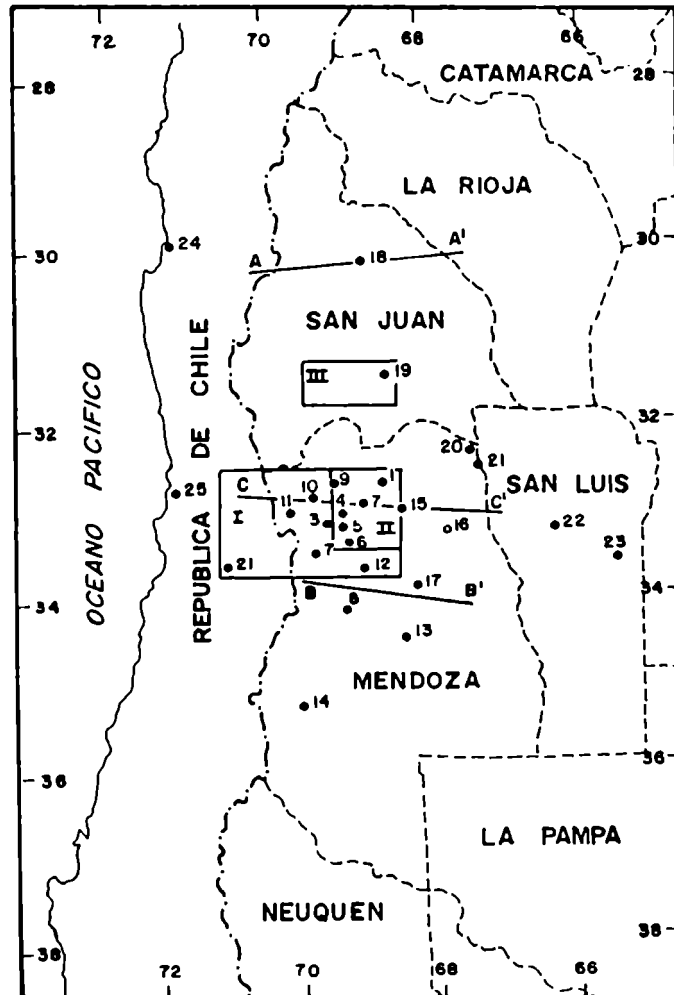 72 70 68 66
28 CATAMARCA 28
LA RIOJA
24 30
30 A 18 A'
SAN JUAN
III 19
OCEANO PACIFICO
REPUBLICA DE CHILE
32 32
20 21
SAN LUIS
C 10 9 1
25 I 11 4 7 15 C'
3 5 II 16 22
7 6 23
21 12
34 B 17 B' 34
8 13
MENDOZA
14
36 36
LA PAMPA
NEUQUEN
38 38
72 70 68 66